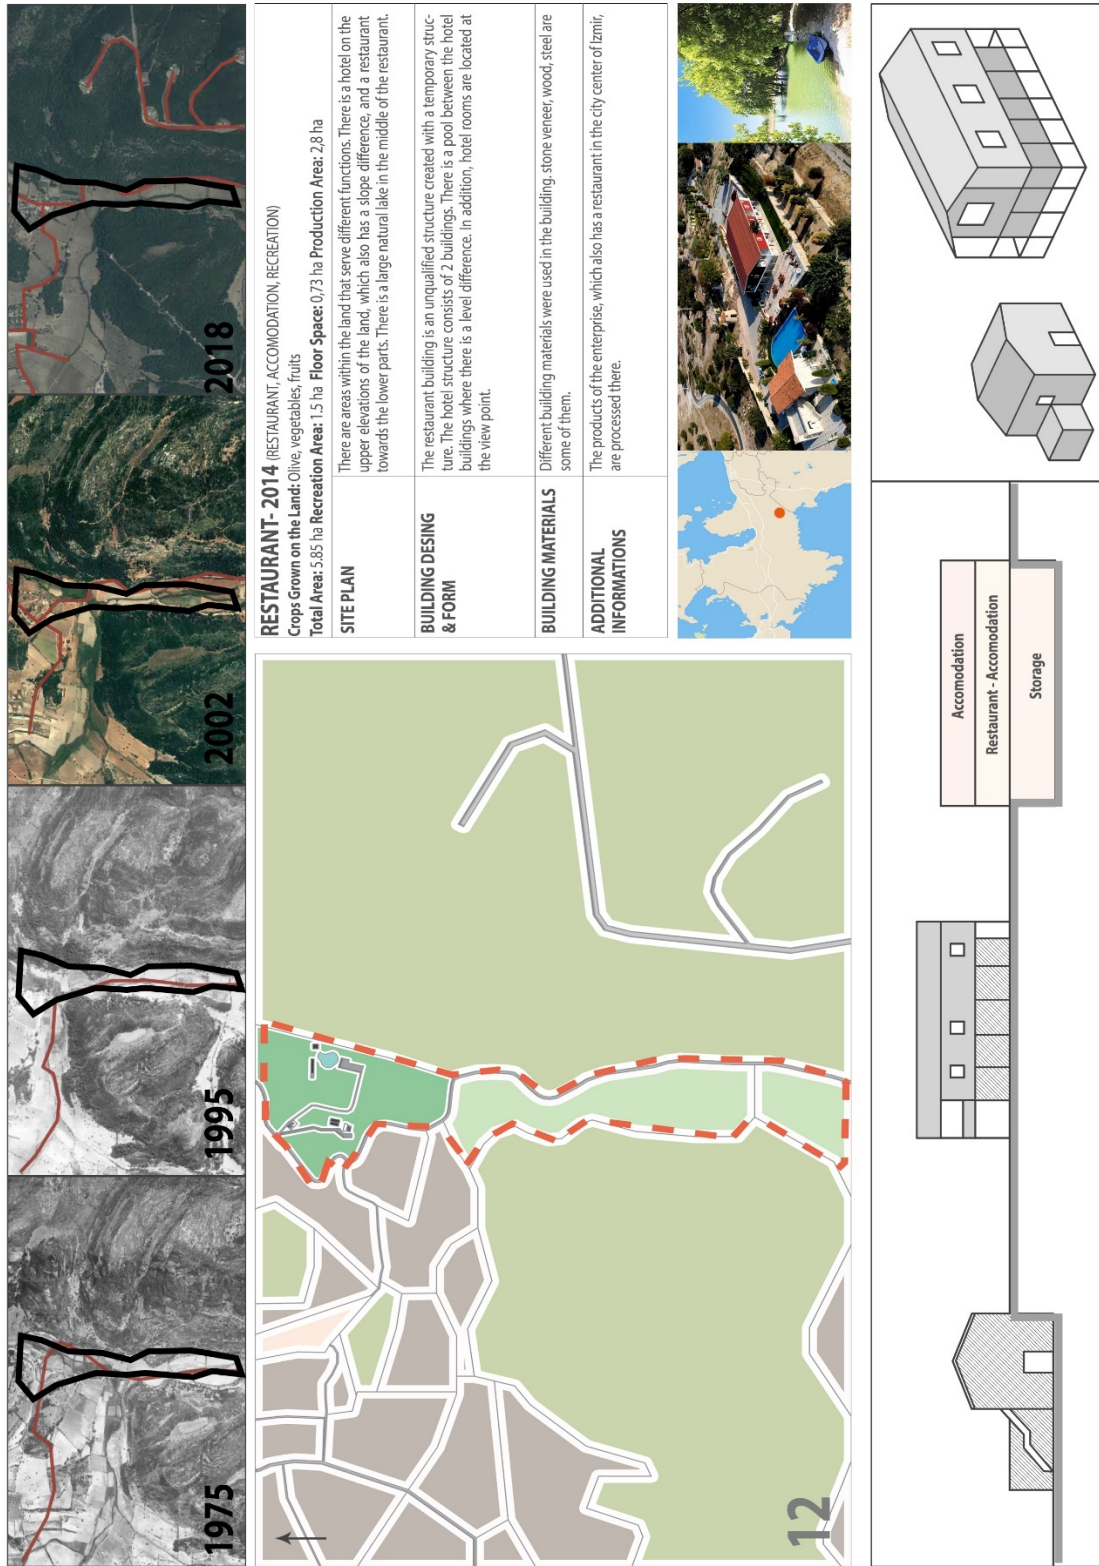 1975
1995
2002
2018
12
RESTAURANT- 2014 (RESTAURANT, ACCOMODATION, RECREATION)
Crops Grown on the Land: Olive, vegetables, fruits
Total Area: 5.85 ha Recreation Area: 1.5 ha Floor Space: 0,73 ha Production Area: 2,8 ha
SITE PLAN
There are areas within the land that serve different functions. There is a hotel on the
upper elevations of the land, which also has a slope difference, and a restaurant
towards the lower parts. There is a large natural lake in the middle of the restaurant.
BUILDING DESING
& FORM
The restaurant building is an unqualified structure created with a temporary struc-
ture. The hotel structure consists of 2 buildings. There is a pool between the hotel
buildings where there is a level difference. In addition, hotel rooms are located at
the view point.
BUILDING MATERIALS
Different building materials were used in the building, stone veneer, wood, steel are
some of them.
ADDITIONAL
INFORMATIONS
The products of the enterprise, which also has a restaurant in the city center of Izmir,
are processed there.
Accomodation
Restaurant - Accomodation
Storage